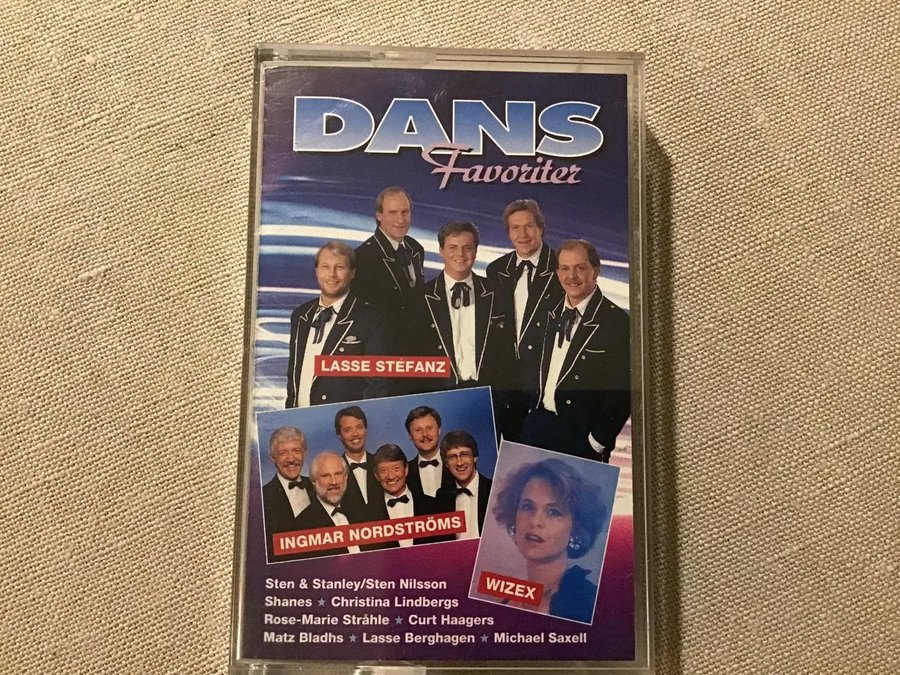 DANS
Favoriter
LASSE STEFANZ
INGMAR NORDSTRÖMS
WIZEX
Sten & Stanley/Sten Nilsson
Shanes ★ Christina Lindbergs
Rose-Marie Stråhle ★ Curt Haagers
Matz Bladhs ★ Lasse Berghagen ★ Michael Saxell